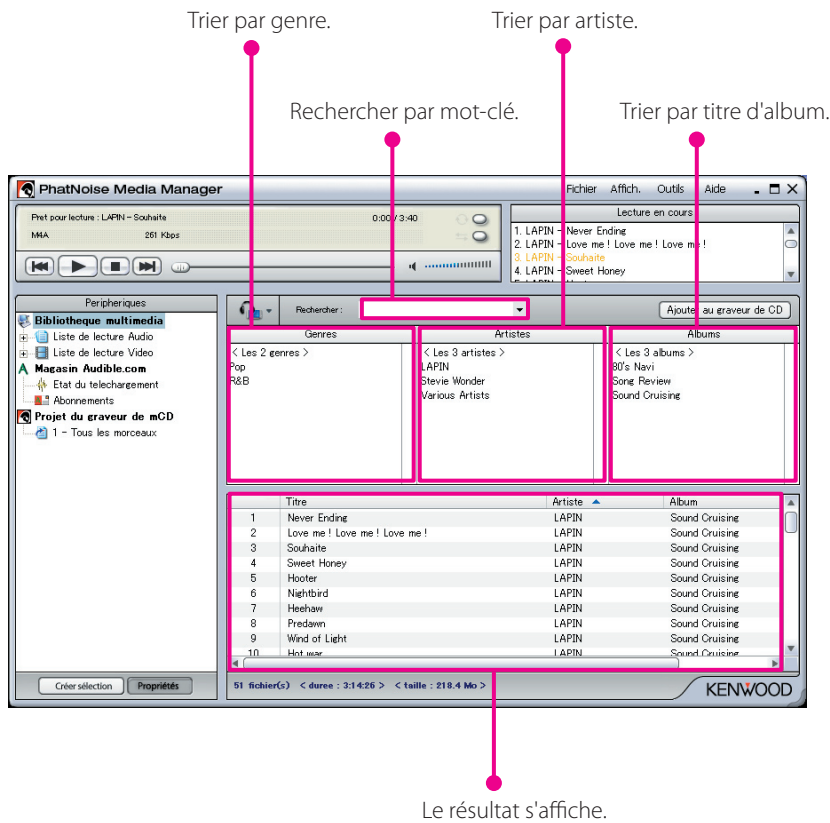 Trier par genre.
Trier par artiste.
Rechercher par mot-clé.
Trier par titre d'album.
PhatNoise Media Manager
Fichier Affich. Outils Aide
Pret pour lecture : LAPIN - Souhaite 0:00 / 3:40
M4A 261 Kbps
Lecture en cours
1. LAPIN - Never Ending
2. LAPIN - Love me ! Love me ! Love me !
3. LAPIN - Souhaite
4. LAPIN - Sweet Honey
Peripheriques
Bibliotheque multimedia
Liste de lecture Audio
Liste de lecture Video
Magasin Audible.com
Etat du telechargement
Abonnements
Projet du graveur de mCD
1 - Tous les morceaux
Rechercher :
Ajouter au graveur de CD
Genres Artistes Albums
< Les 2 genres > < Les 3 artistes > < Les 3 albums >
Pop LAPIN 80's Navi
R&B Stevie Wonder Song Review
Various Artists Sound Cruising
Titre Artiste Album
1 Never Ending LAPIN Sound Cruising
2 Love me ! Love me ! Love me ! LAPIN Sound Cruising
3 Souhaite LAPIN Sound Cruising
4 Sweet Honey LAPIN Sound Cruising
5 Hooter LAPIN Sound Cruising
6 Nightbird LAPIN Sound Cruising
7 Heehaw LAPIN Sound Cruising
8 Predawn LAPIN Sound Cruising
9 Wind of Light LAPIN Sound Cruising
10 Hot war LAPIN Sound Cruising
Créer sélection Propriétés
51 fichier(s) < duree : 3:14:26 > < taille : 218.4 Mo >
KENWOOD
Le résultat s'affiche.